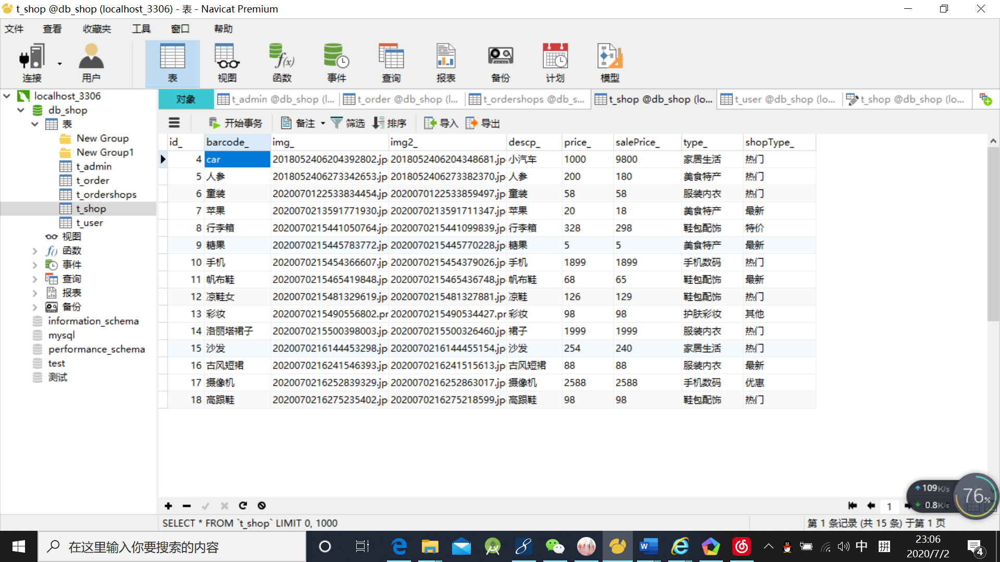 t_shop @db_shop (localhost_3306) - 表 - Navicat Premium
文件 查看 收藏夹 工具 窗口 帮助
连接 用户 表 视图 函数 事件 查询 报表 备份 计划 模型
localhost_3306
db_shop
表
New Group
New Group1
t_admin
t_order
t_ordershops
t_shop
t_user
视图
函数
事件
查询
报表
备份
information_schema
mysql
performance_schema
test
测试
对象 t_admin @db_shop (l... t_order @db_shop (l... t_ordershops @db_s... t_shop @db_shop (lo... t_user @db_shop (lo... t_shop @db_shop (lo...
开始事务 备注 筛选 排序 导入 导出
id_ barcode_ img_ img2_ descp_ price_ salePrice_ type_ shopType_
4 car 2018052406204392802.jp 2018052406204348681.jp 小汽车 1000 9800 家居生活 热门
5 人参 2018052406273342653.jp 2018052406273382370.jp 人参 200 180 美食特产 热门
6 童装 2020070122533834454.jp 2020070122533859497.jp 童装 58 58 服装内衣 热门
7 苹果 2020070213591771930.jp 2020070213591711347.jp 苹果 20 18 美食特产 最新
8 行李箱 2020070215441050764.jp 2020070215441099839.jp 行李箱 328 298 鞋包配饰 特价
9 糖果 2020070215445783772.jp 2020070215445770228.jp 糖果 5 5 美食特产 最新
10 手机 2020070215454366607.jp 2020070215454379026.jp 手机 1899 1899 手机数码 热门
11 帆布鞋 2020070215465419848.jp 2020070215465436748.jp 帆布鞋 68 65 鞋包配饰 最新
12 凉鞋女 2020070215481329619.jp 2020070215481327881.jp 凉鞋 126 129 鞋包配饰 热门
13 彩妆 2020070215490556802.pr 2020070215490534427.pr 彩妆 98 98 护肤彩妆 其他
14 洛丽塔裙子 2020070215500398003.jp 2020070215500326460.jp 裙子 1999 1999 服装内衣 热门
15 沙发 2020070216144453298.jp 2020070216144455154.jp 沙发 254 240 家居生活 热门
16 古风短裙 2020070216241546393.jp 2020070216241515613.jp 古风短裙 88 88 服装内衣 最新
17 摄像机 2020070216252839329.jp 2020070216252863017.jp 摄像机 2588 2588 手机数码 优惠
18 高跟鞋 2020070216275235402.jp 2020070216275218599.jp 高跟鞋 98 98 鞋包配饰 热门
109K/s
0.8K/s
76%
1
SELECT * FROM `t_shop` LIMIT 0, 1000
第 1 条记录 (共 15 条) 于第 1 页
在这里输入你要搜索的内容
中 拼
23:06
2020/7/2
4